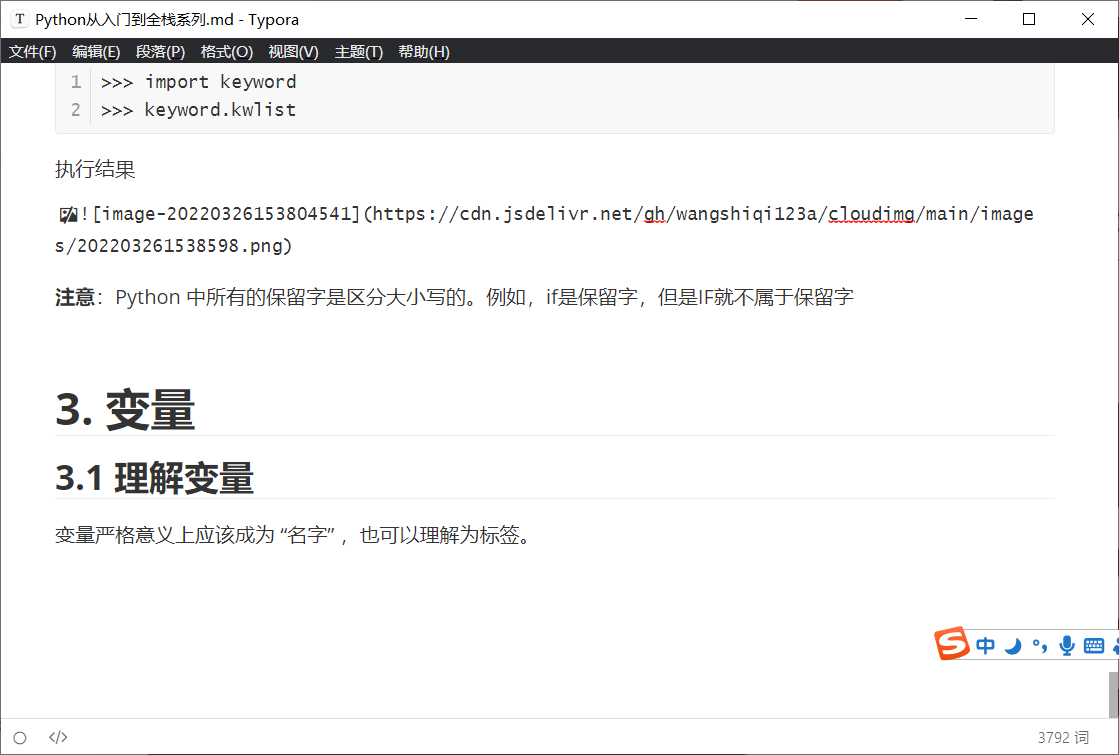 Python从入门到全栈系列.md - Typora
文件(F) 编辑(E) 段落(P) 格式(O) 视图(V) 主题(T) 帮助(H)
1 >>> import keyword
2 >>> keyword.kwlist
执行结果
![image-20220326153804541](https://cdn.jsdelivr.net/gh/wangshiqi123a/cloudimg/main/image
s/202203261538598.png)
注意：Python 中所有的保留字是区分大小写的。例如，if是保留字，但是IF就不属于保留字
3. 变量
3.1 理解变量
变量严格意义上应该成为 “名字” ，也可以理解为标签。
中
</> 3792 词